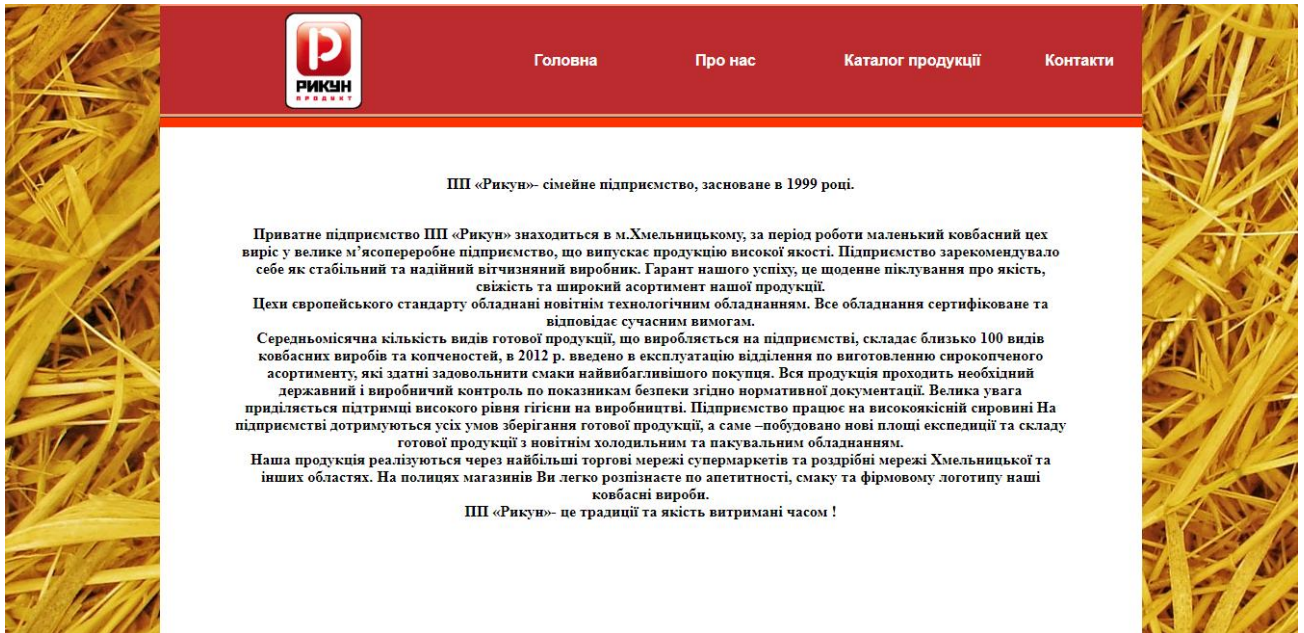 РИКУН
ПРОДУКТ
Головна
Про нас
Каталог продукції
Контакти
ПП «Рикун»- сімейне підприємство, засноване в 1999 році.
Приватне підприємство ПП «Рикун» знаходиться в м.Хмельницькому, за період роботи маленький ковбасний цех
виріс у велике м’ясопереробне підприємство, що випускає продукцію високої якості. Підприємство зарекомендувало
себе як стабільний та надійний вітчизняний виробник. Гарант нашого успіху, це щоденне піклування про якість,
свіжість та широкий асортимент нашої продукції.
Цехи європейського стандарту обладнані новітнім технологічним обладнанням. Все обладнання сертифіковане та
відповідає сучасним вимогам.
Середньомісячна кількість видів готової продукції, що виробляється на підприємстві, складає близько 100 видів
ковбасних виробів та копченостей, в 2012 р. введено в експлуатацію відділення по виготовленню сирокопченого
асортименту, які здатні задовольнити смаки найвибагливішого покупця. Вся продукція проходить необхідний
державний і виробничий контроль по показникам безпеки згідно нормативної документації. Велика увага
приділяється підтримці високого рівня гігієни на виробництві. Підприємство працює на високоякісній сировині На
підприємстві дотримуються усіх умов зберігання готової продукції, а саме –побудовано нові площі експедиції та складу
готової продукції з новітнім холодильним та пакувальним обладнанням.
Наша продукція реалізуються через найбільші торгові мережі супермаркетів та роздрібні мережі Хмельницької та
інших областях. На полицях магазинів Ви легко розпізнаєте по апетитності, смаку та фірмовому логотипу наші
ковбасні вироби.
ПП «Рикун»- це традиції та якість витримані часом !